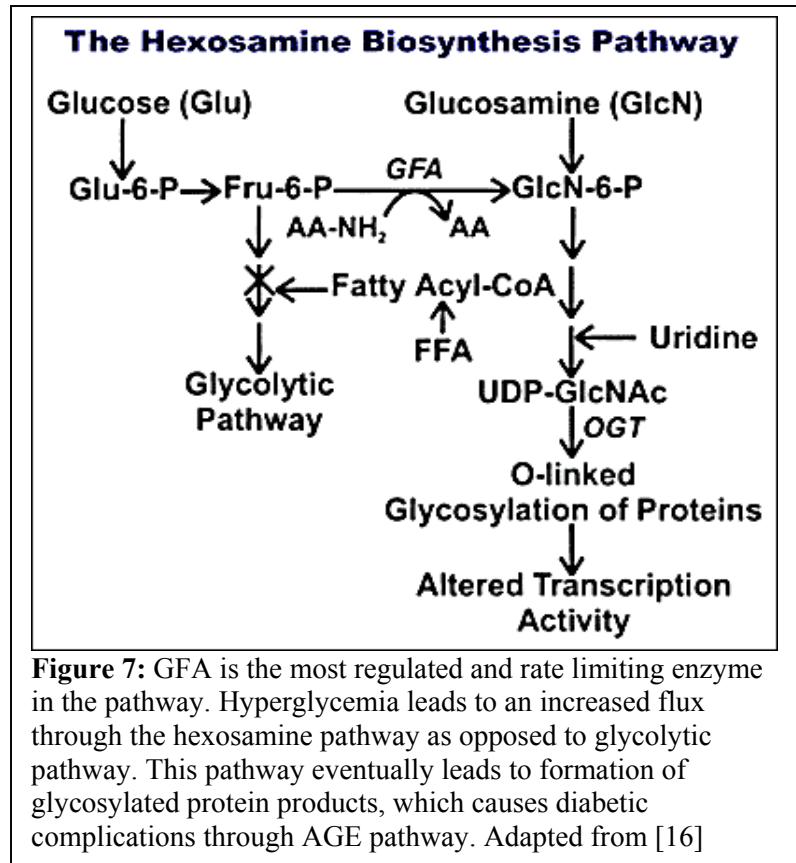 The Hexosamine Biosynthesis Pathway
Glucose (Glu)
Glucosamine (GlcN)
Glu-6-P
Fru-6-P
GFA
GlcN-6-P
AA-NH₂
AA
Fatty Acyl-CoA
FFA
Uridine
Glycolytic
Pathway
UDP-GlcNAc
OGT
O-linked
Glycosylation of Proteins
Altered Transcription
Activity
Figure 7: GFA is the most regulated and rate limiting enzyme
in the pathway. Hyperglycemia leads to an increased flux
through the hexosamine pathway as opposed to glycolytic
pathway. This pathway eventually leads to formation of
glycosylated protein products, which causes diabetic
complications through AGE pathway. Adapted from [16]